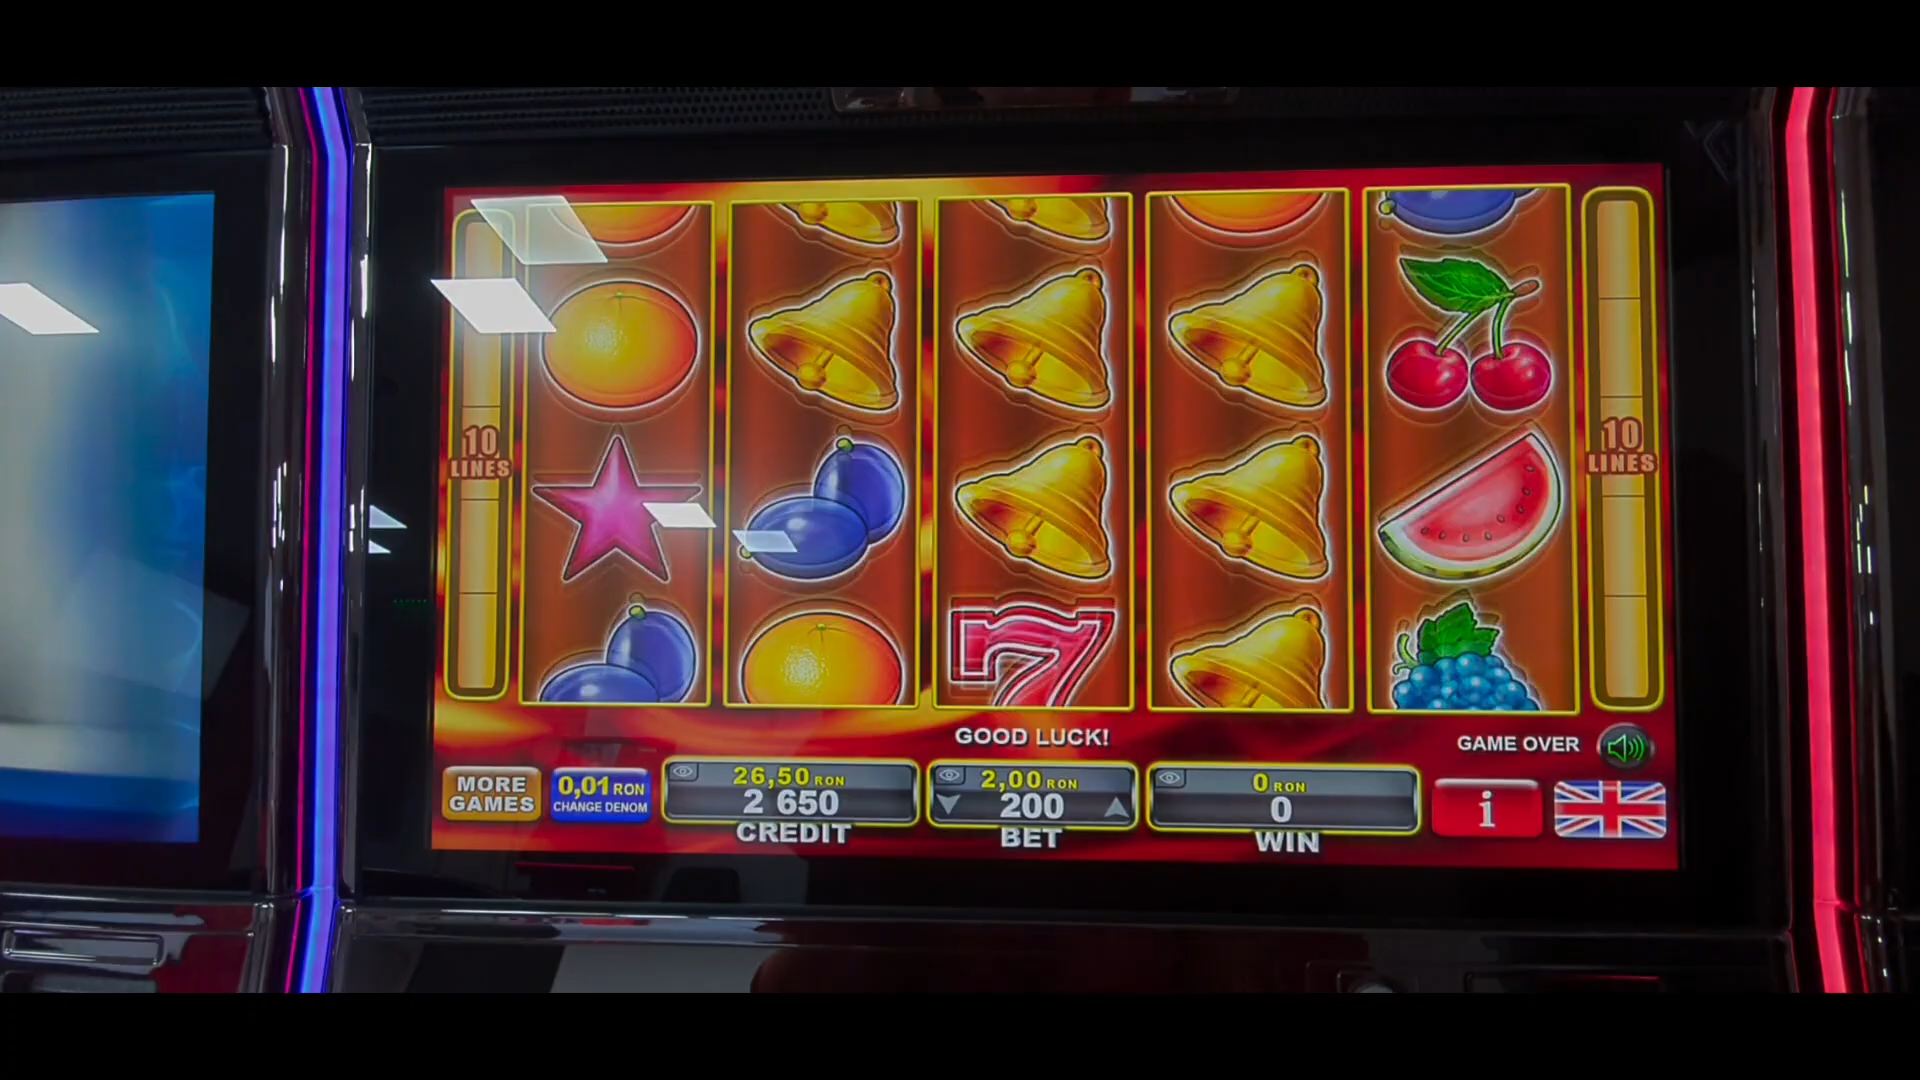 10
LINES
10
LINES
GOOD LUCK!
GAME OVER
MORE
GAMES
0,01 RON
CHANGE DENOM
26,50 RON
2 650
CREDIT
2,00 RON
200
BET
0 RON
0
WIN
i